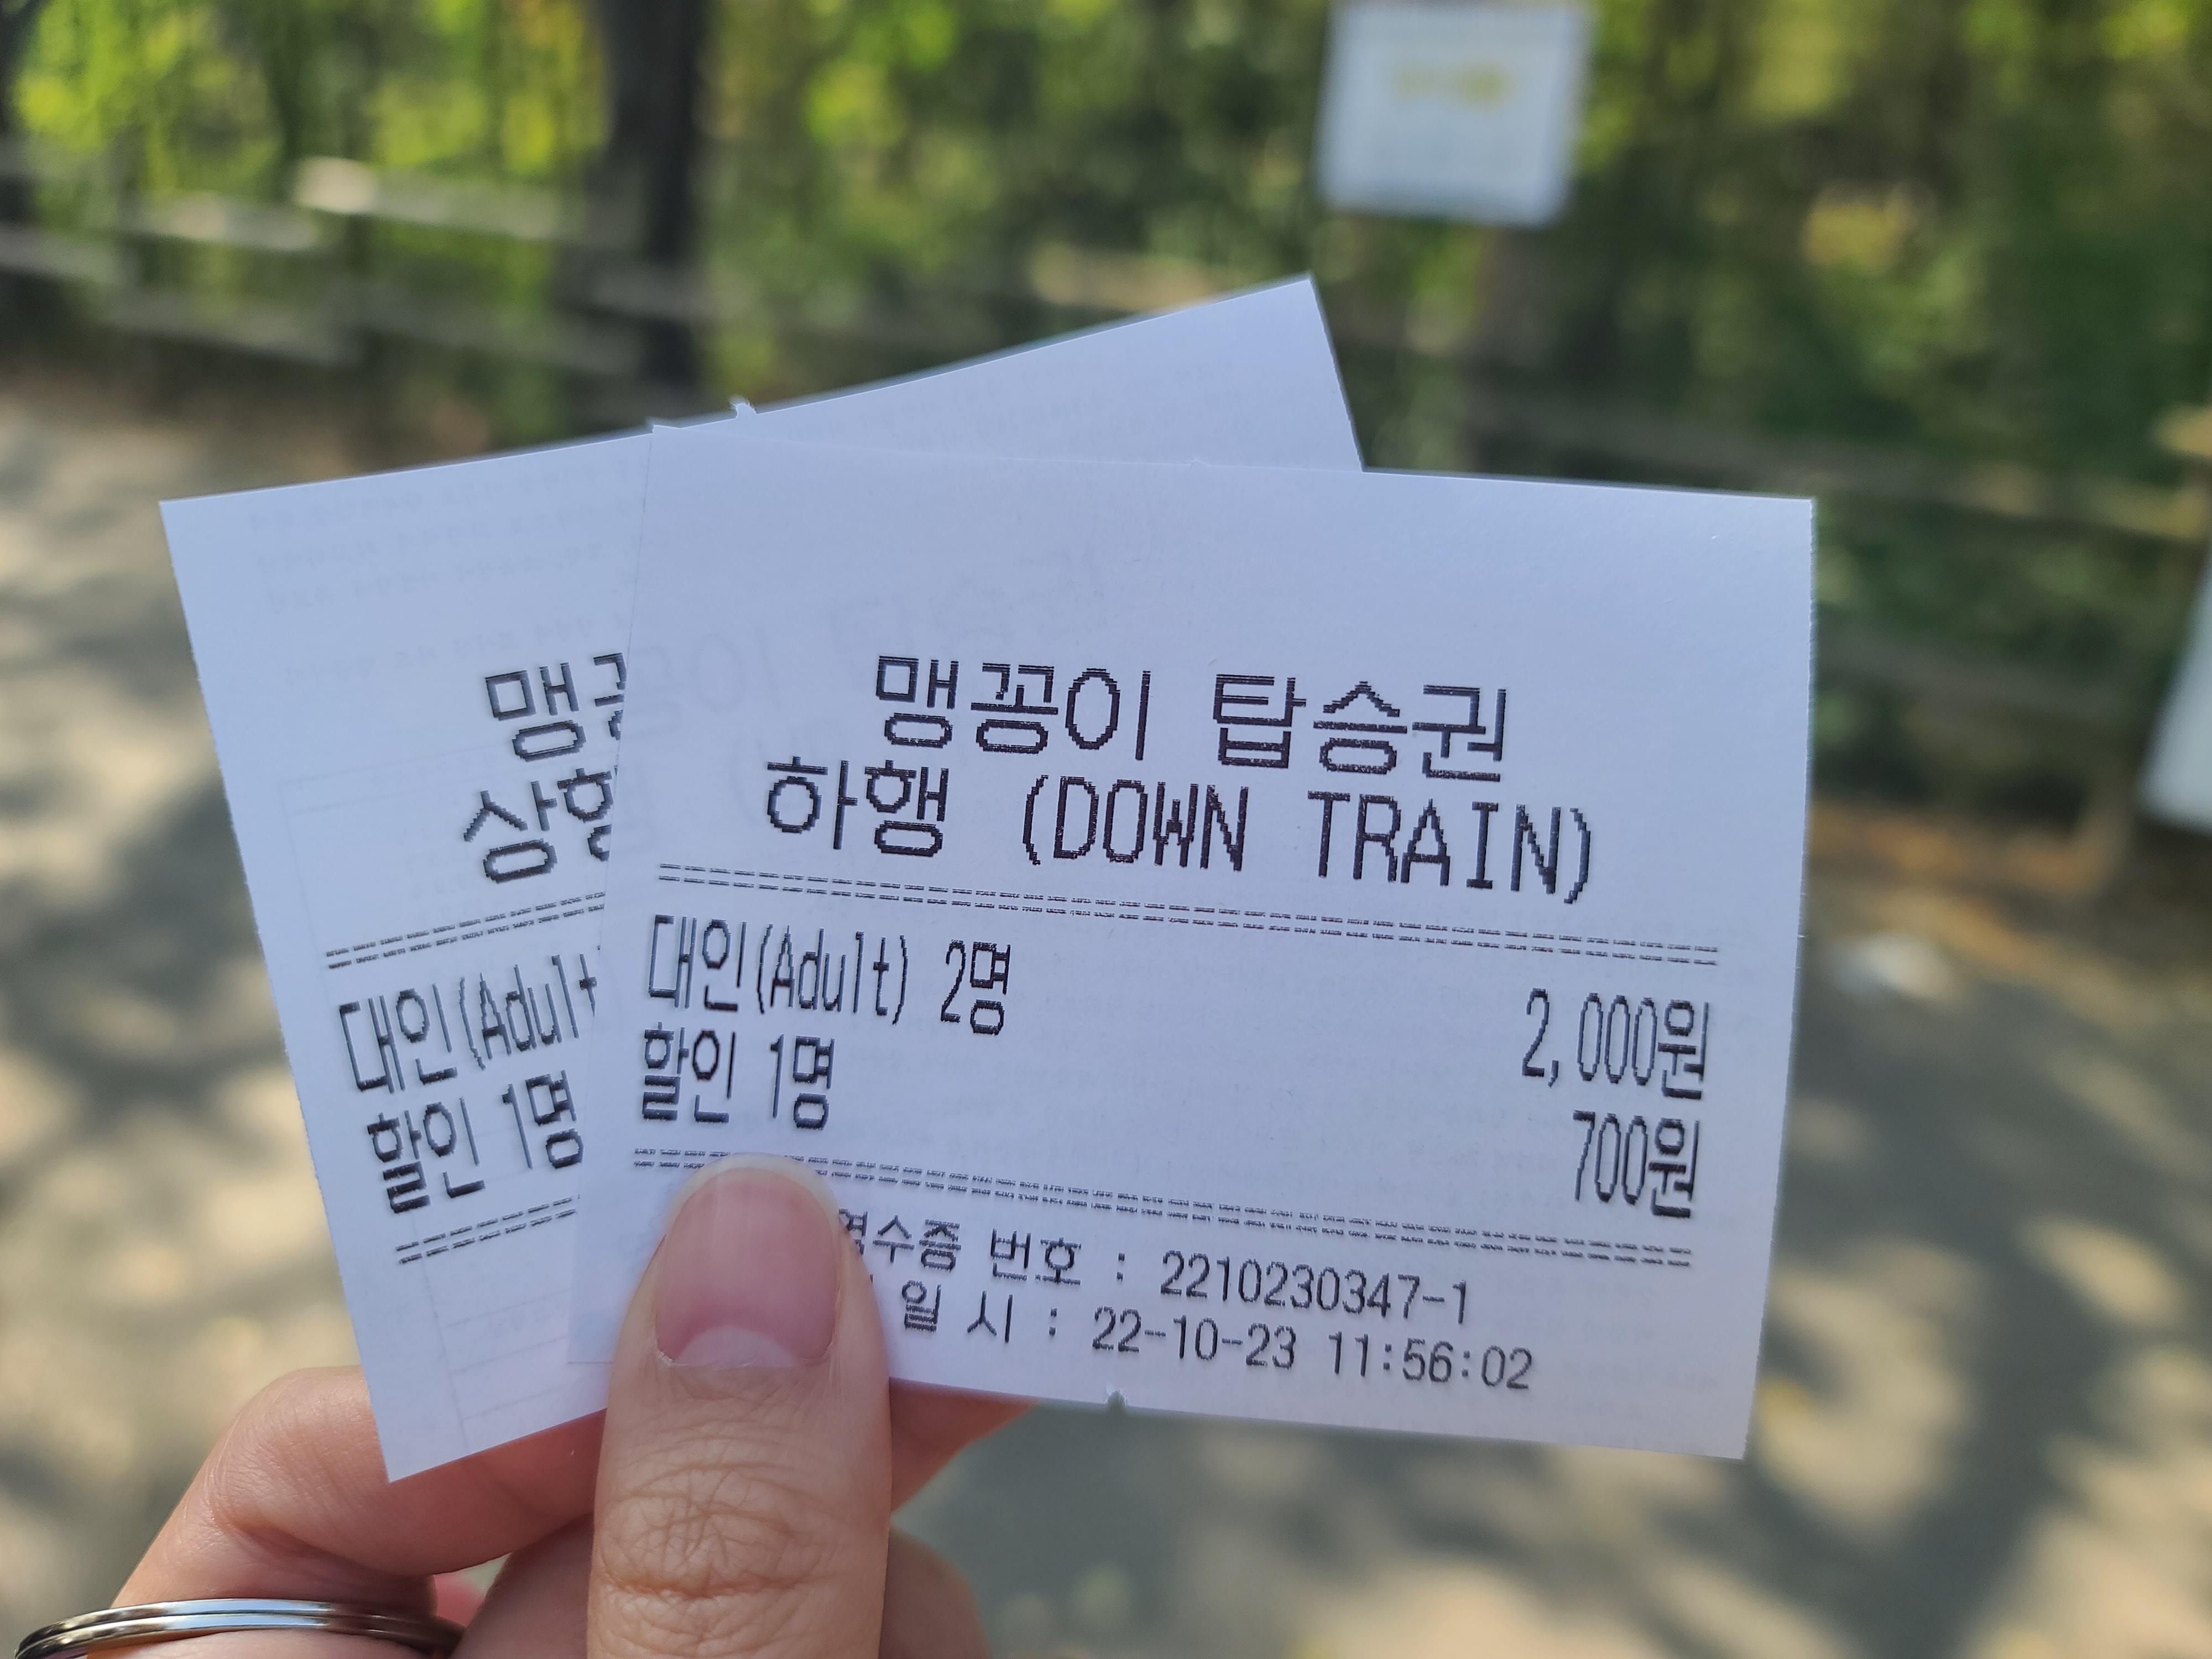 맹꽁이 탑승권
하행 (DOWN TRAIN)
대인(Adult) 2명 2,000원
할인 1명 700원
영수증 번호 : 2210230347-1
일 시 : 22-10-23 11:56:02
맹꽁
상행
대인(Adult
할인 1명